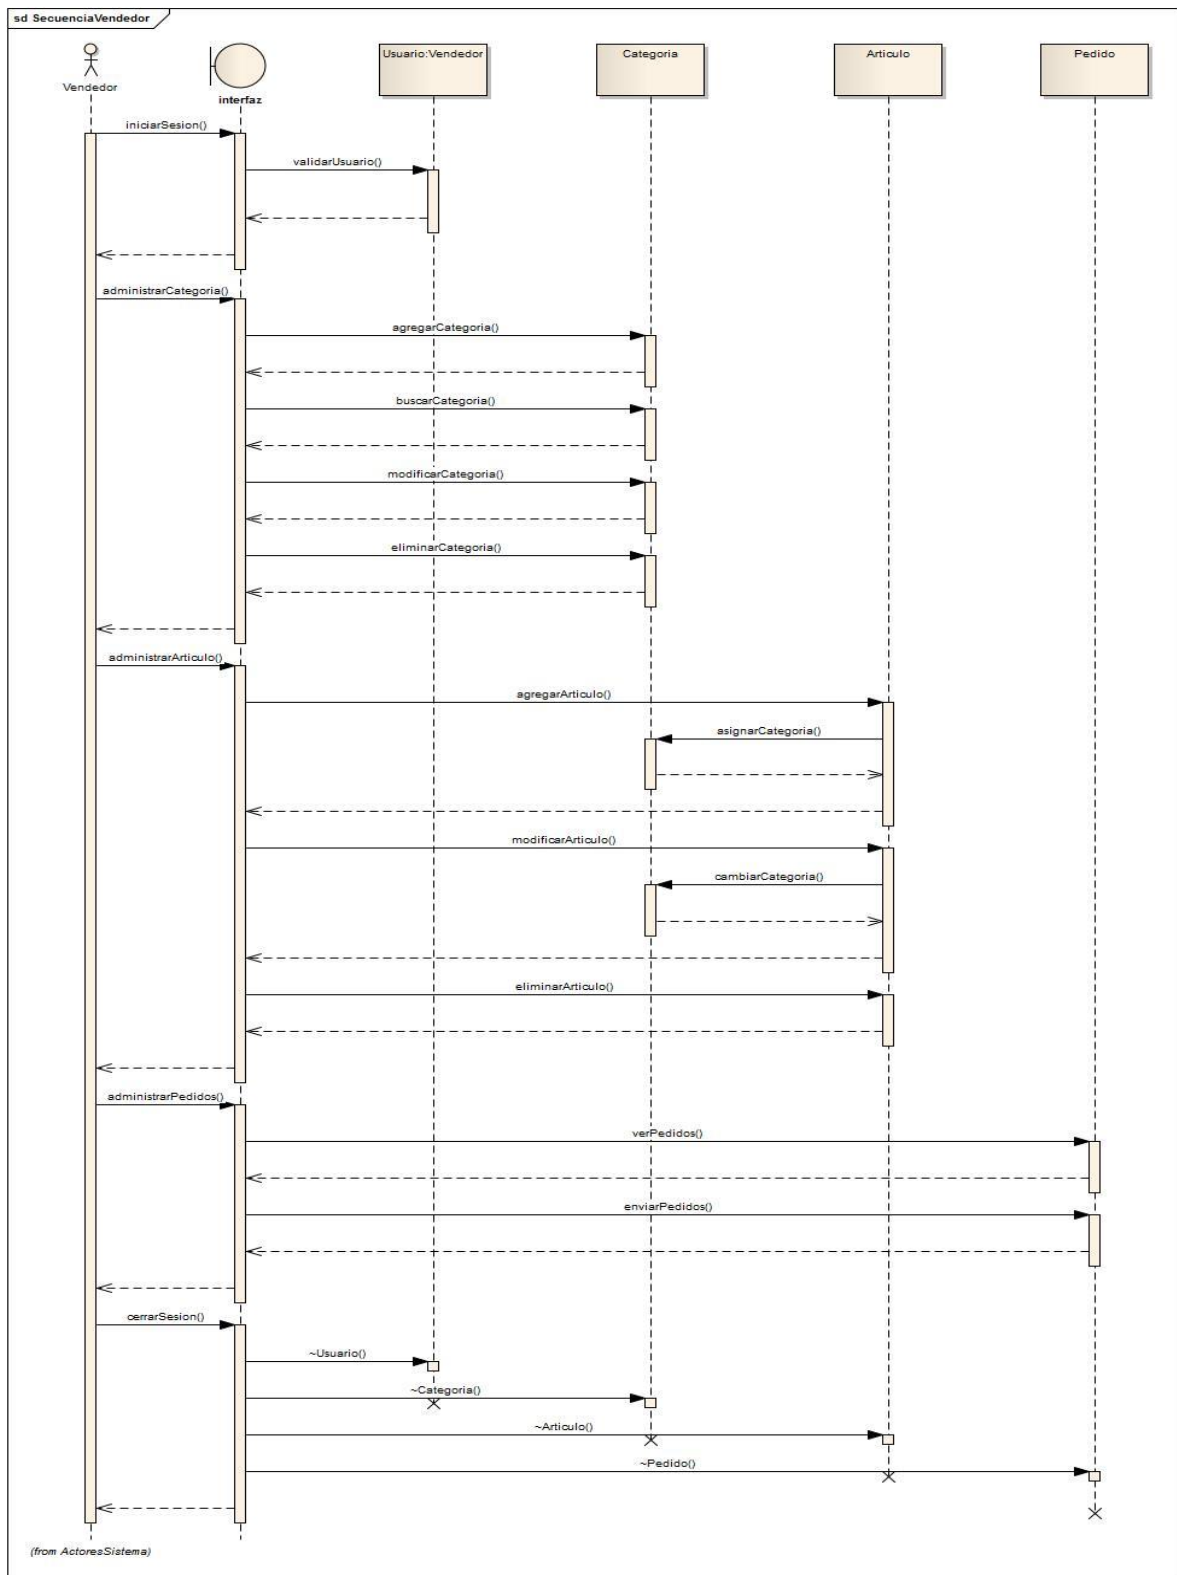 sd SecuenciaVendedor
Vendedor
interfaz
Usuario:Vendedor
Categoria
Articulo
Pedido
iniciarSesion()
validarUsuario()
administrarCategoria()
agregarCategoria()
buscarCategoria()
modificarCategoria()
eliminarCategoria()
administrarArticulo()
agregarArticulo()
asignarCategoria()
modificarArticulo()
cambiarCategoria()
eliminarArticulo()
administrarPedidos()
verPedidos()
enviarPedidos()
cerrarSesion()
~Usuario()
~Categoria()
~Articulo()
~Pedido()
(from ActoresSistema)